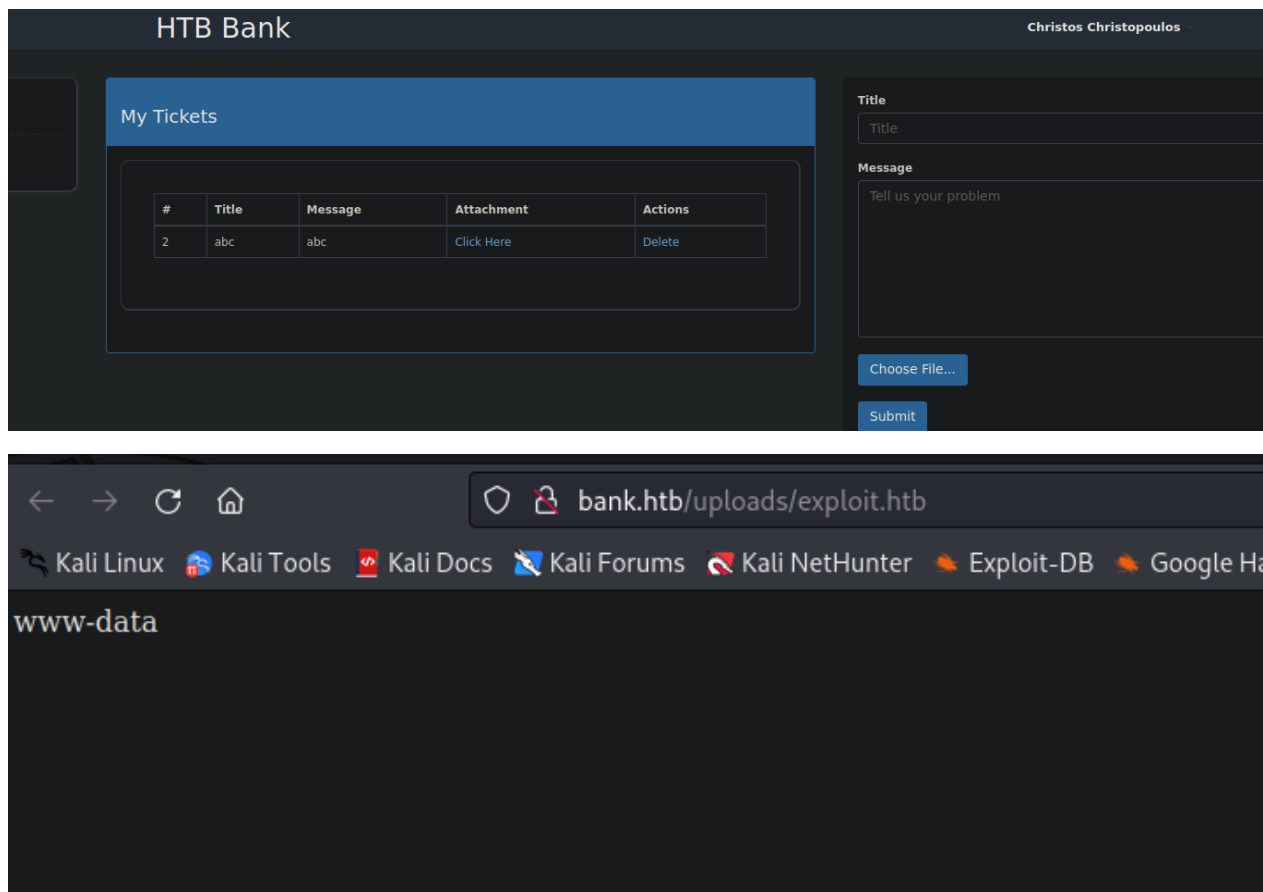 HTB Bank
Christos Christopoulos
My Tickets
# Title Message Attachment Actions
2 abc abc Click Here Delete
Title
Title
Message
Tell us your problem
Choose File...
Submit
bank.htb/uploads/exploit.htb
Kali Linux Kali Tools Kali Docs Kali Forums Kali NetHunter Exploit-DB Google Ha
www-data